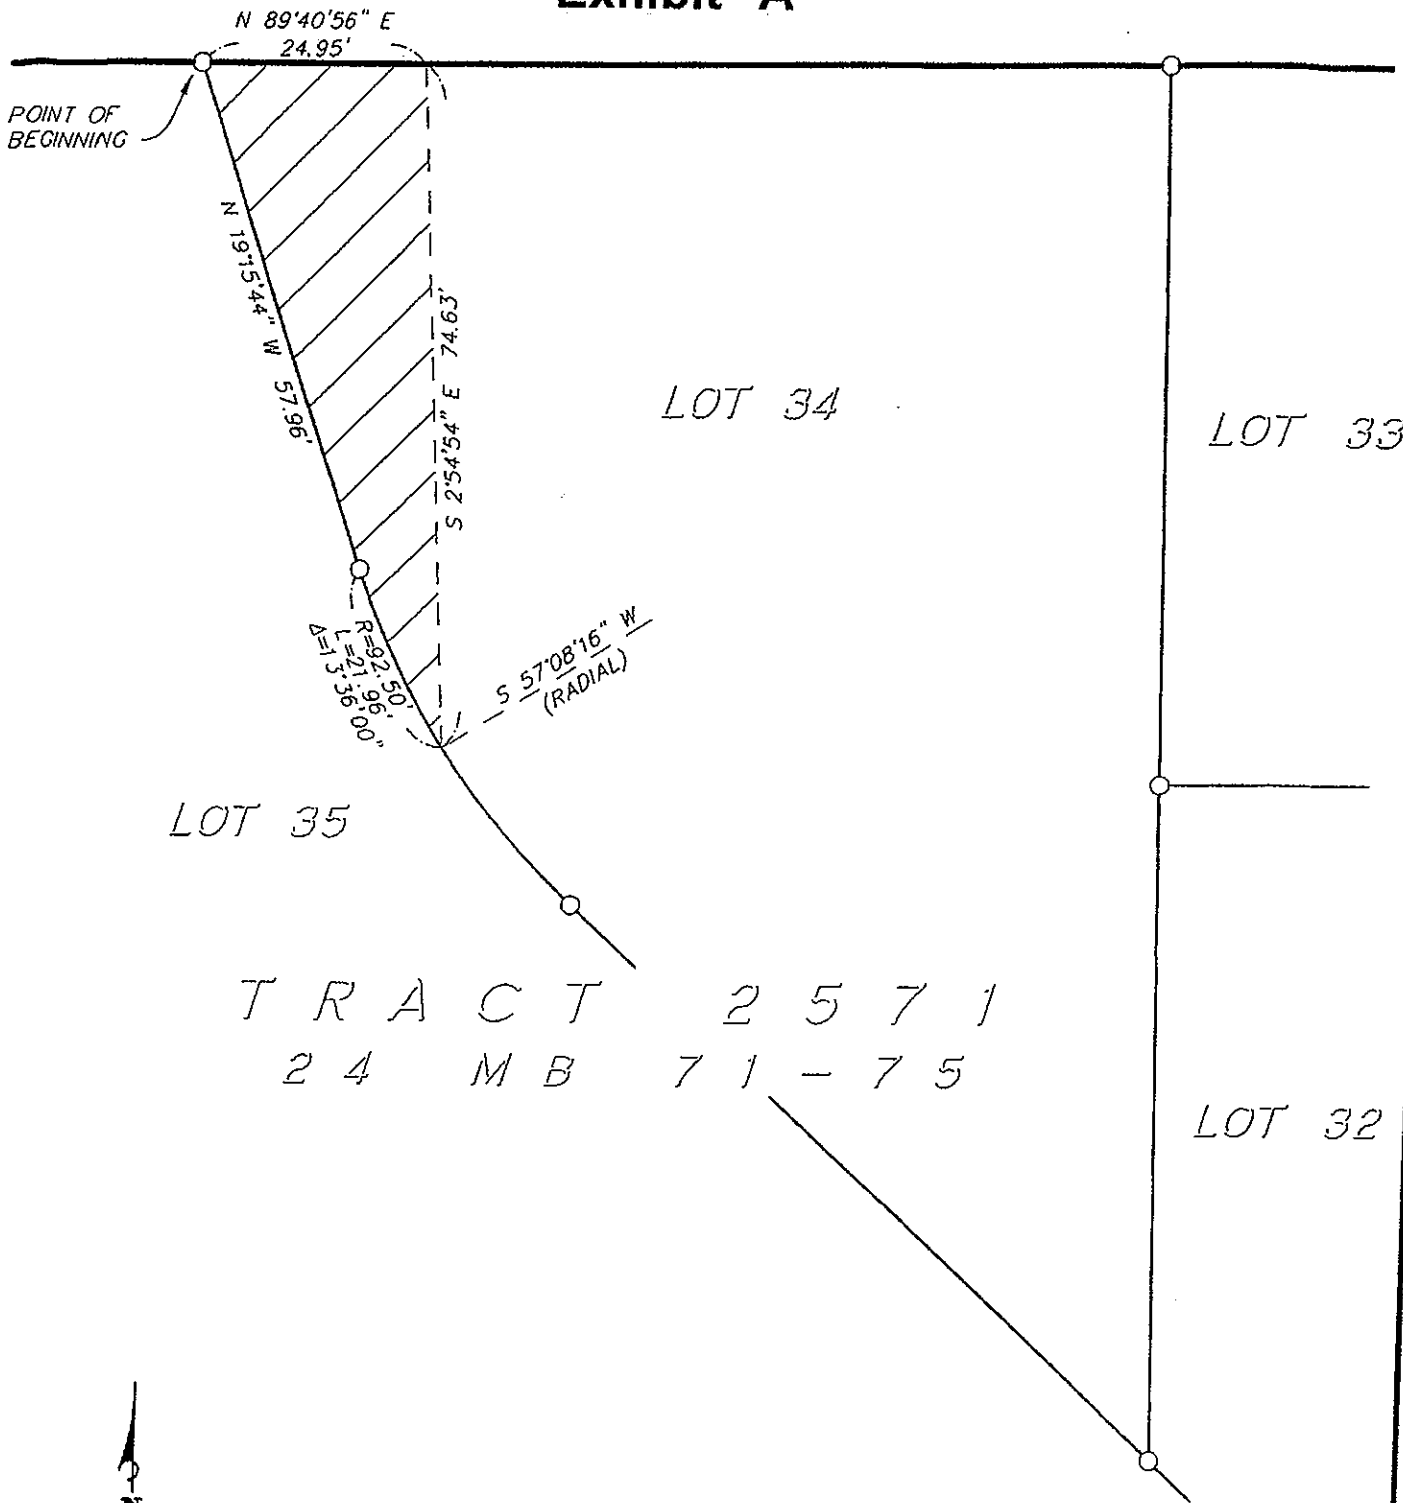 Exhibit "A"
N 89°40'56" E
24.95'
POINT OF
BEGINNING
N 19°15'44" W 57.96'
S 2°54'54" E 74.63'
LOT 34
LOT 33
R=92.50'
L=21.96'
Δ=13°36'00"
S 57°08'16" W
(RADIAL)
LOT 35
TRACT 2571
24 MB 71-75
LOT 32
N